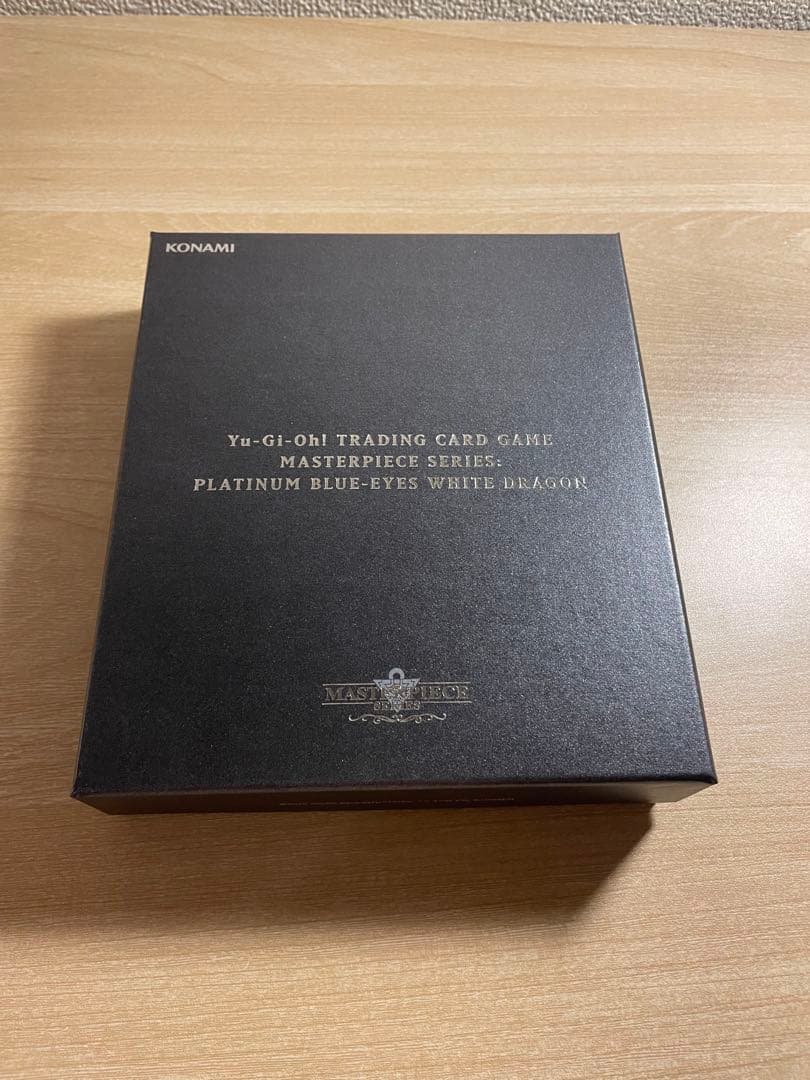 KONAMI
Yu-Gi-Oh! TRADING CARD GAME
MASTERPIECE SERIES:
PLATINUM BLUE-EYES WHITE DRAGON
MASTERPIECE
SERIES